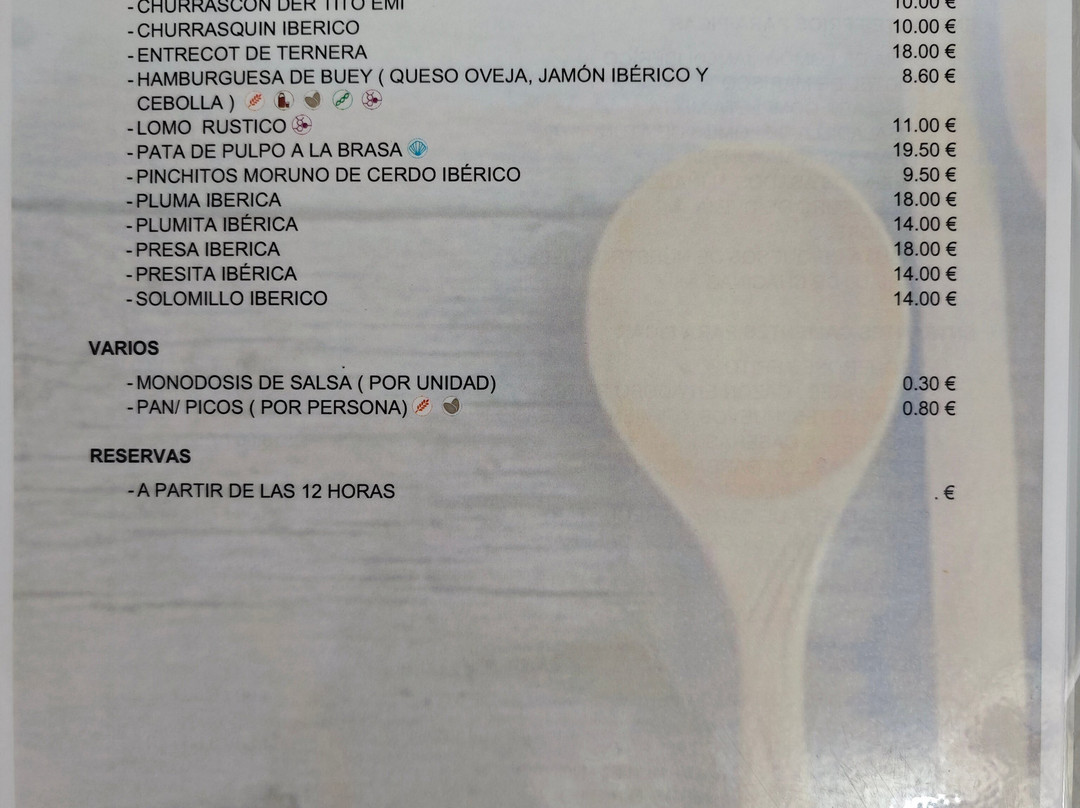 -CHURRASCON DER TITO EMI 10.00 €
-CHURRASQUIN IBERICO 10.00 €
-ENTRECOT DE TERNERA 18.00 €
-HAMBURGUESA DE BUEY ( QUESO OVEJA, JAMÓN IBÉRICO Y 8.60 €
CEBOLLA )
-LOMO RUSTICO 11.00 €
-PATA DE PULPO A LA BRASA 19.50 €
-PINCHITOS MORUNO DE CERDO IBÉRICO 9.50 €
-PLUMA IBERICA 18.00 €
-PLUMITA IBÉRICA 14.00 €
-PRESA IBERICA 18.00 €
-PRESITA IBÉRICA 14.00 €
-SOLOMILLO IBERICO 14.00 €
VARIOS
-MONODOSIS DE SALSA ( POR UNIDAD) 0.30 €
-PAN/ PICOS ( POR PERSONA) 0.80 €
RESERVAS
-A PARTIR DE LAS 12 HORAS . €